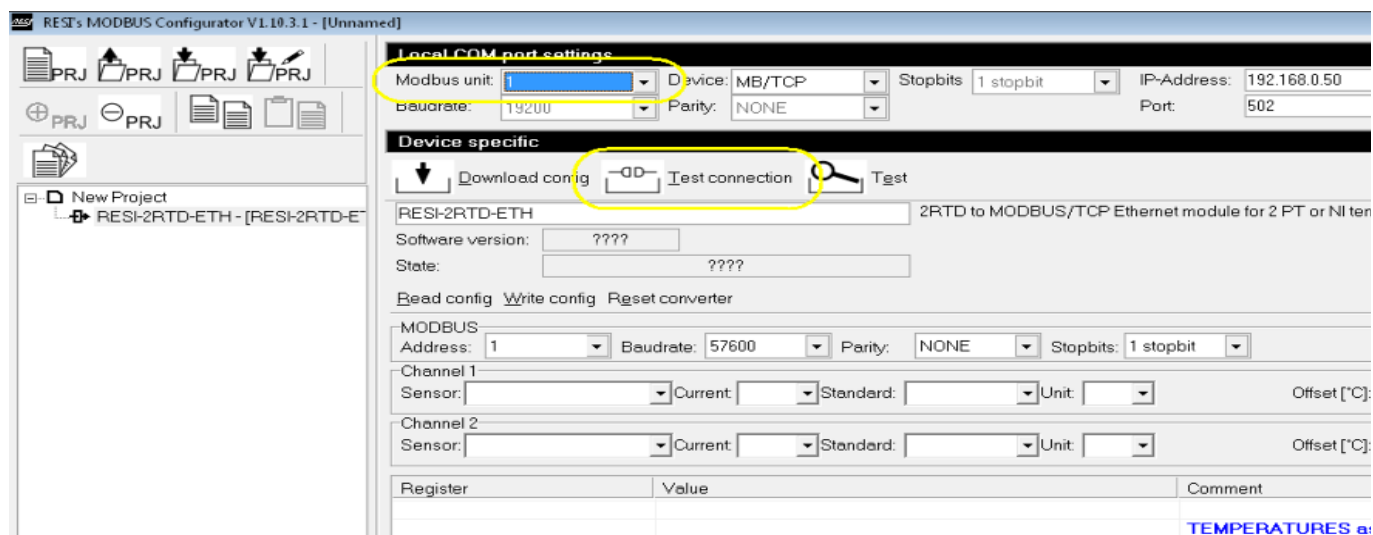 RESI's MODBUS Configurator V1.10.3.1 - [Unnamed]
PRJ PRJ PRJ PRJ
PRJ PRJ
New Project
RESI-2RTD-ETH - [RESI-2RTD-E
Local COM port settings
Modbus unit: 1 Device: MB/TCP Stopbits 1 stopbit IP-Address: 192.168.0.50
Baudrate: 19200 Parity: NONE Port: 502
Device specific
Download config Test connection Test
RESI-2RTD-ETH 2RTD to MODBUS/TCP Ethernet module for 2 PT or NI
Software version: ????
State: ????
Read config Write config Reset converter
MODBUS
Address: 1 Baudrate: 57600 Parity: NONE Stopbits: 1 stopbit
Channel 1
Sensor: Current: Standard: Unit: Offset [°C]:
Channel 2
Sensor: Current: Standard: Unit: Offset [°C]:
Register Value Comment
TEMPERATURES